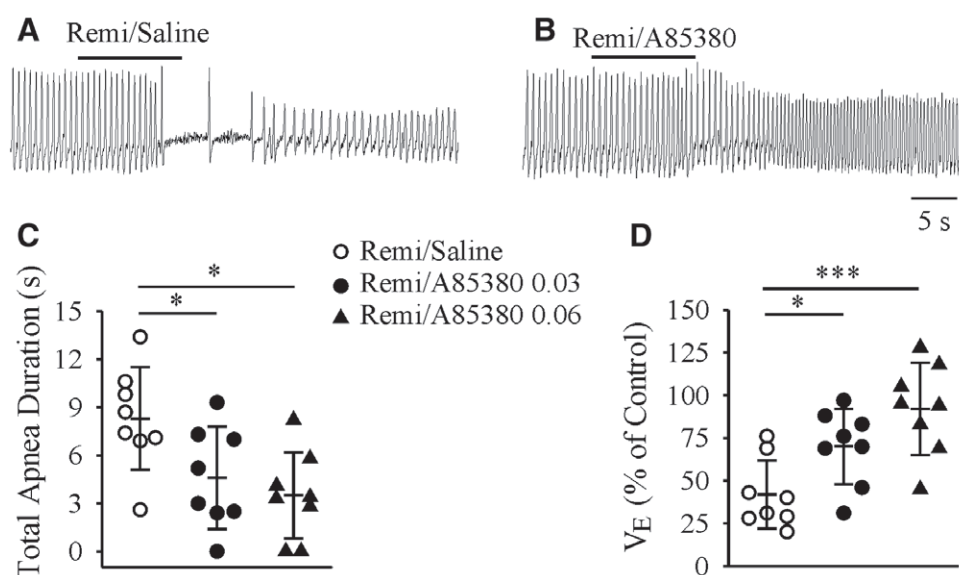 A
Remi/Saline
B
Remi/A85380
5 s
C
Remi/Saline
Remi/A85380 0.03
Remi/A85380 0.06
*
*
Total Apnea Duration (s)
15
12
9
6
3
0
D
***
*
VE (% of Control)
150
125
100
75
50
25
0